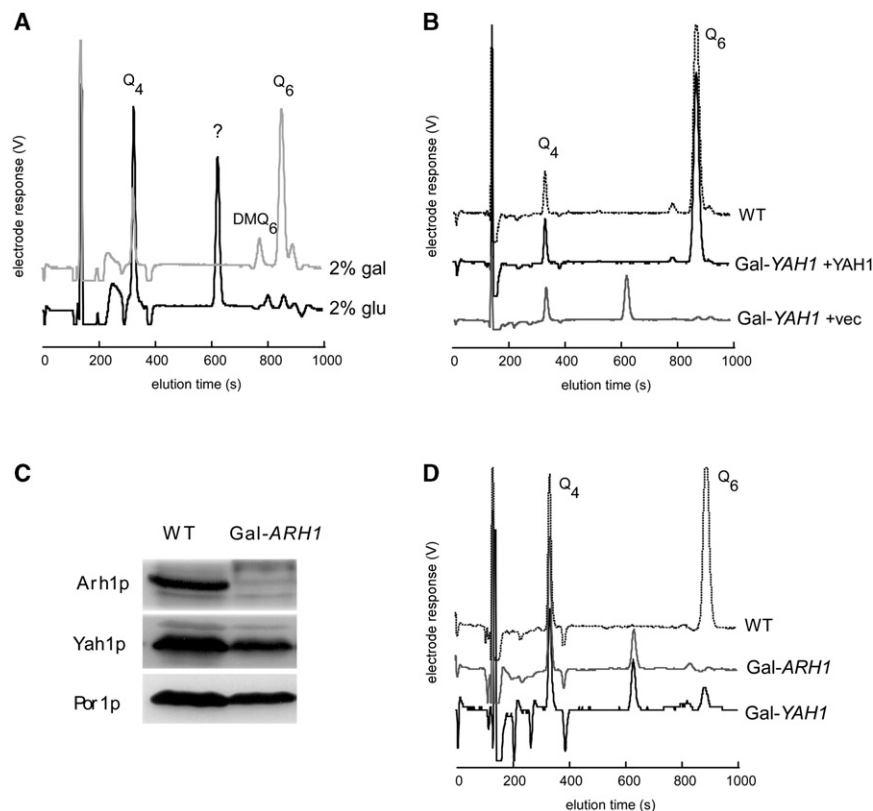 A
electrode response (V)
Q4
?
DMQ6
Q6
2% gal
2% glu
0 200 400 600 800 1000
elution time (s)
B
electrode response (V)
Q4
Q6
WT
Gal-YAH1 +YAH1
Gal-YAH1 +vec
0 200 400 600 800 1000
elution time (s)
C
WT Gal-ARH1
Arh1p
Yah1p
Por1p
D
electrode response (V)
Q4
Q6
WT
Gal-ARH1
Gal-YAH1
0 200 400 600 800 1000
elution time (s)